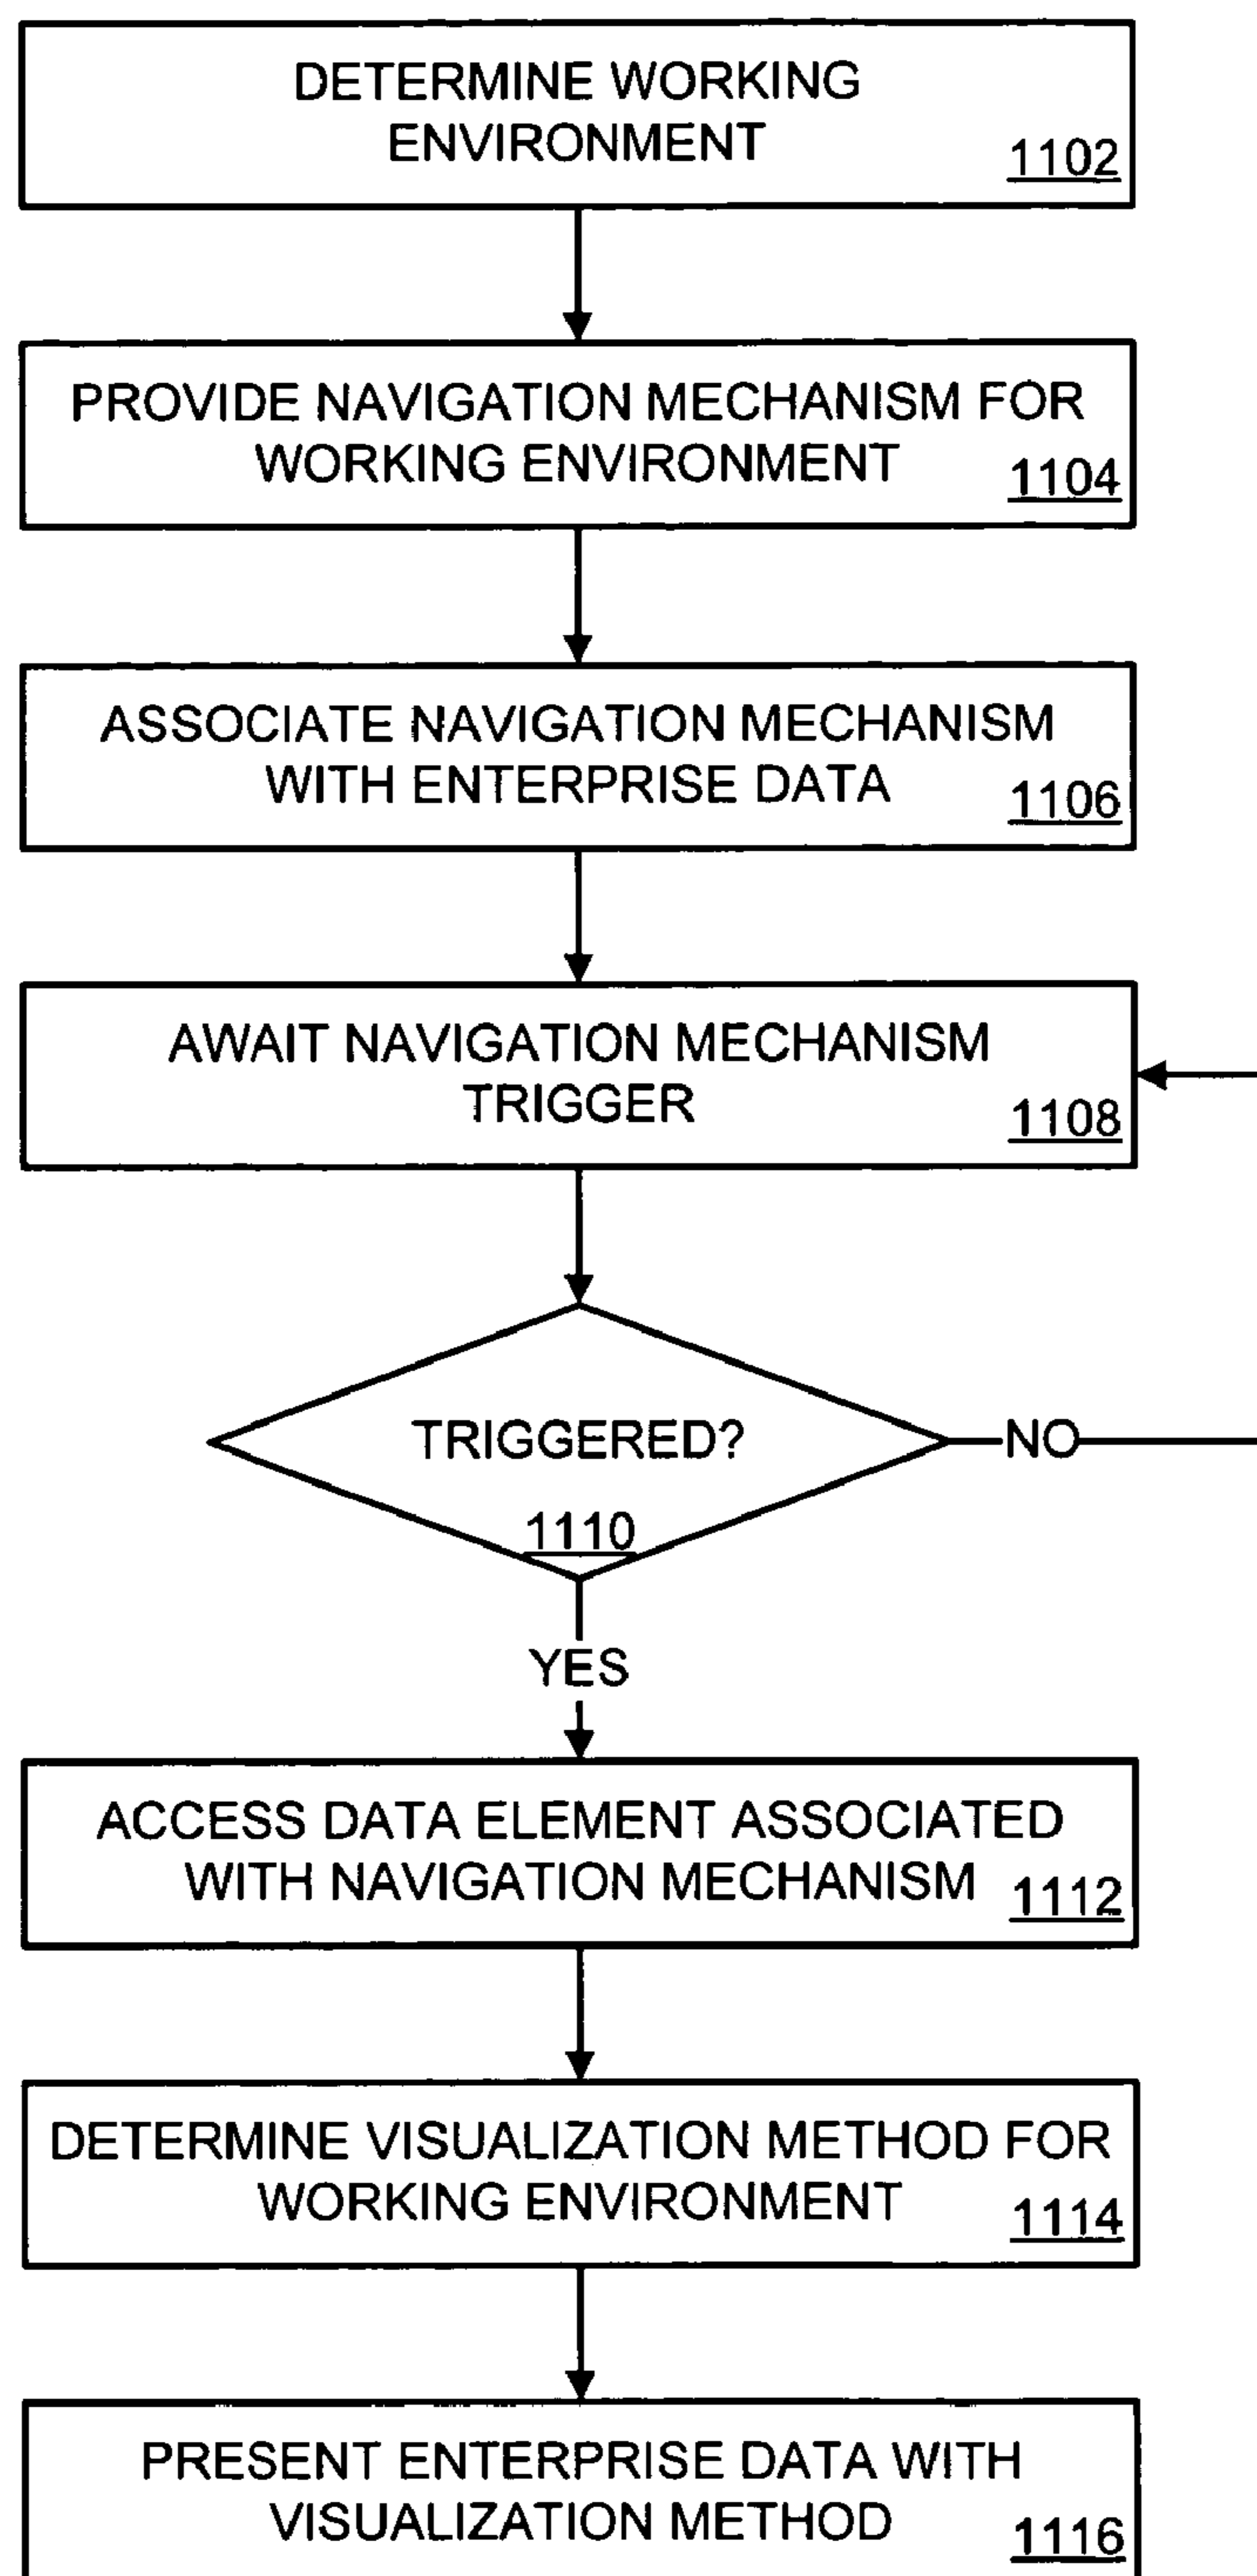 DETERMINE WORKING
ENVIRONMENT
1102
PROVIDE NAVIGATION MECHANISM FOR
WORKING ENVIRONMENT
1104
ASSOCIATE NAVIGATION MECHANISM
WITH ENTERPRISE DATA
1106
AWAIT NAVIGATION MECHANISM
TRIGGER
1108
TRIGGERED?
NO
1110
YES
ACCESS DATA ELEMENT ASSOCIATED
WITH NAVIGATION MECHANISM
1112
DETERMINE VISUALIZATION METHOD FOR
WORKING ENVIRONMENT
1114
PRESENT ENTERPRISE DATA WITH
VISUALIZATION METHOD
1116